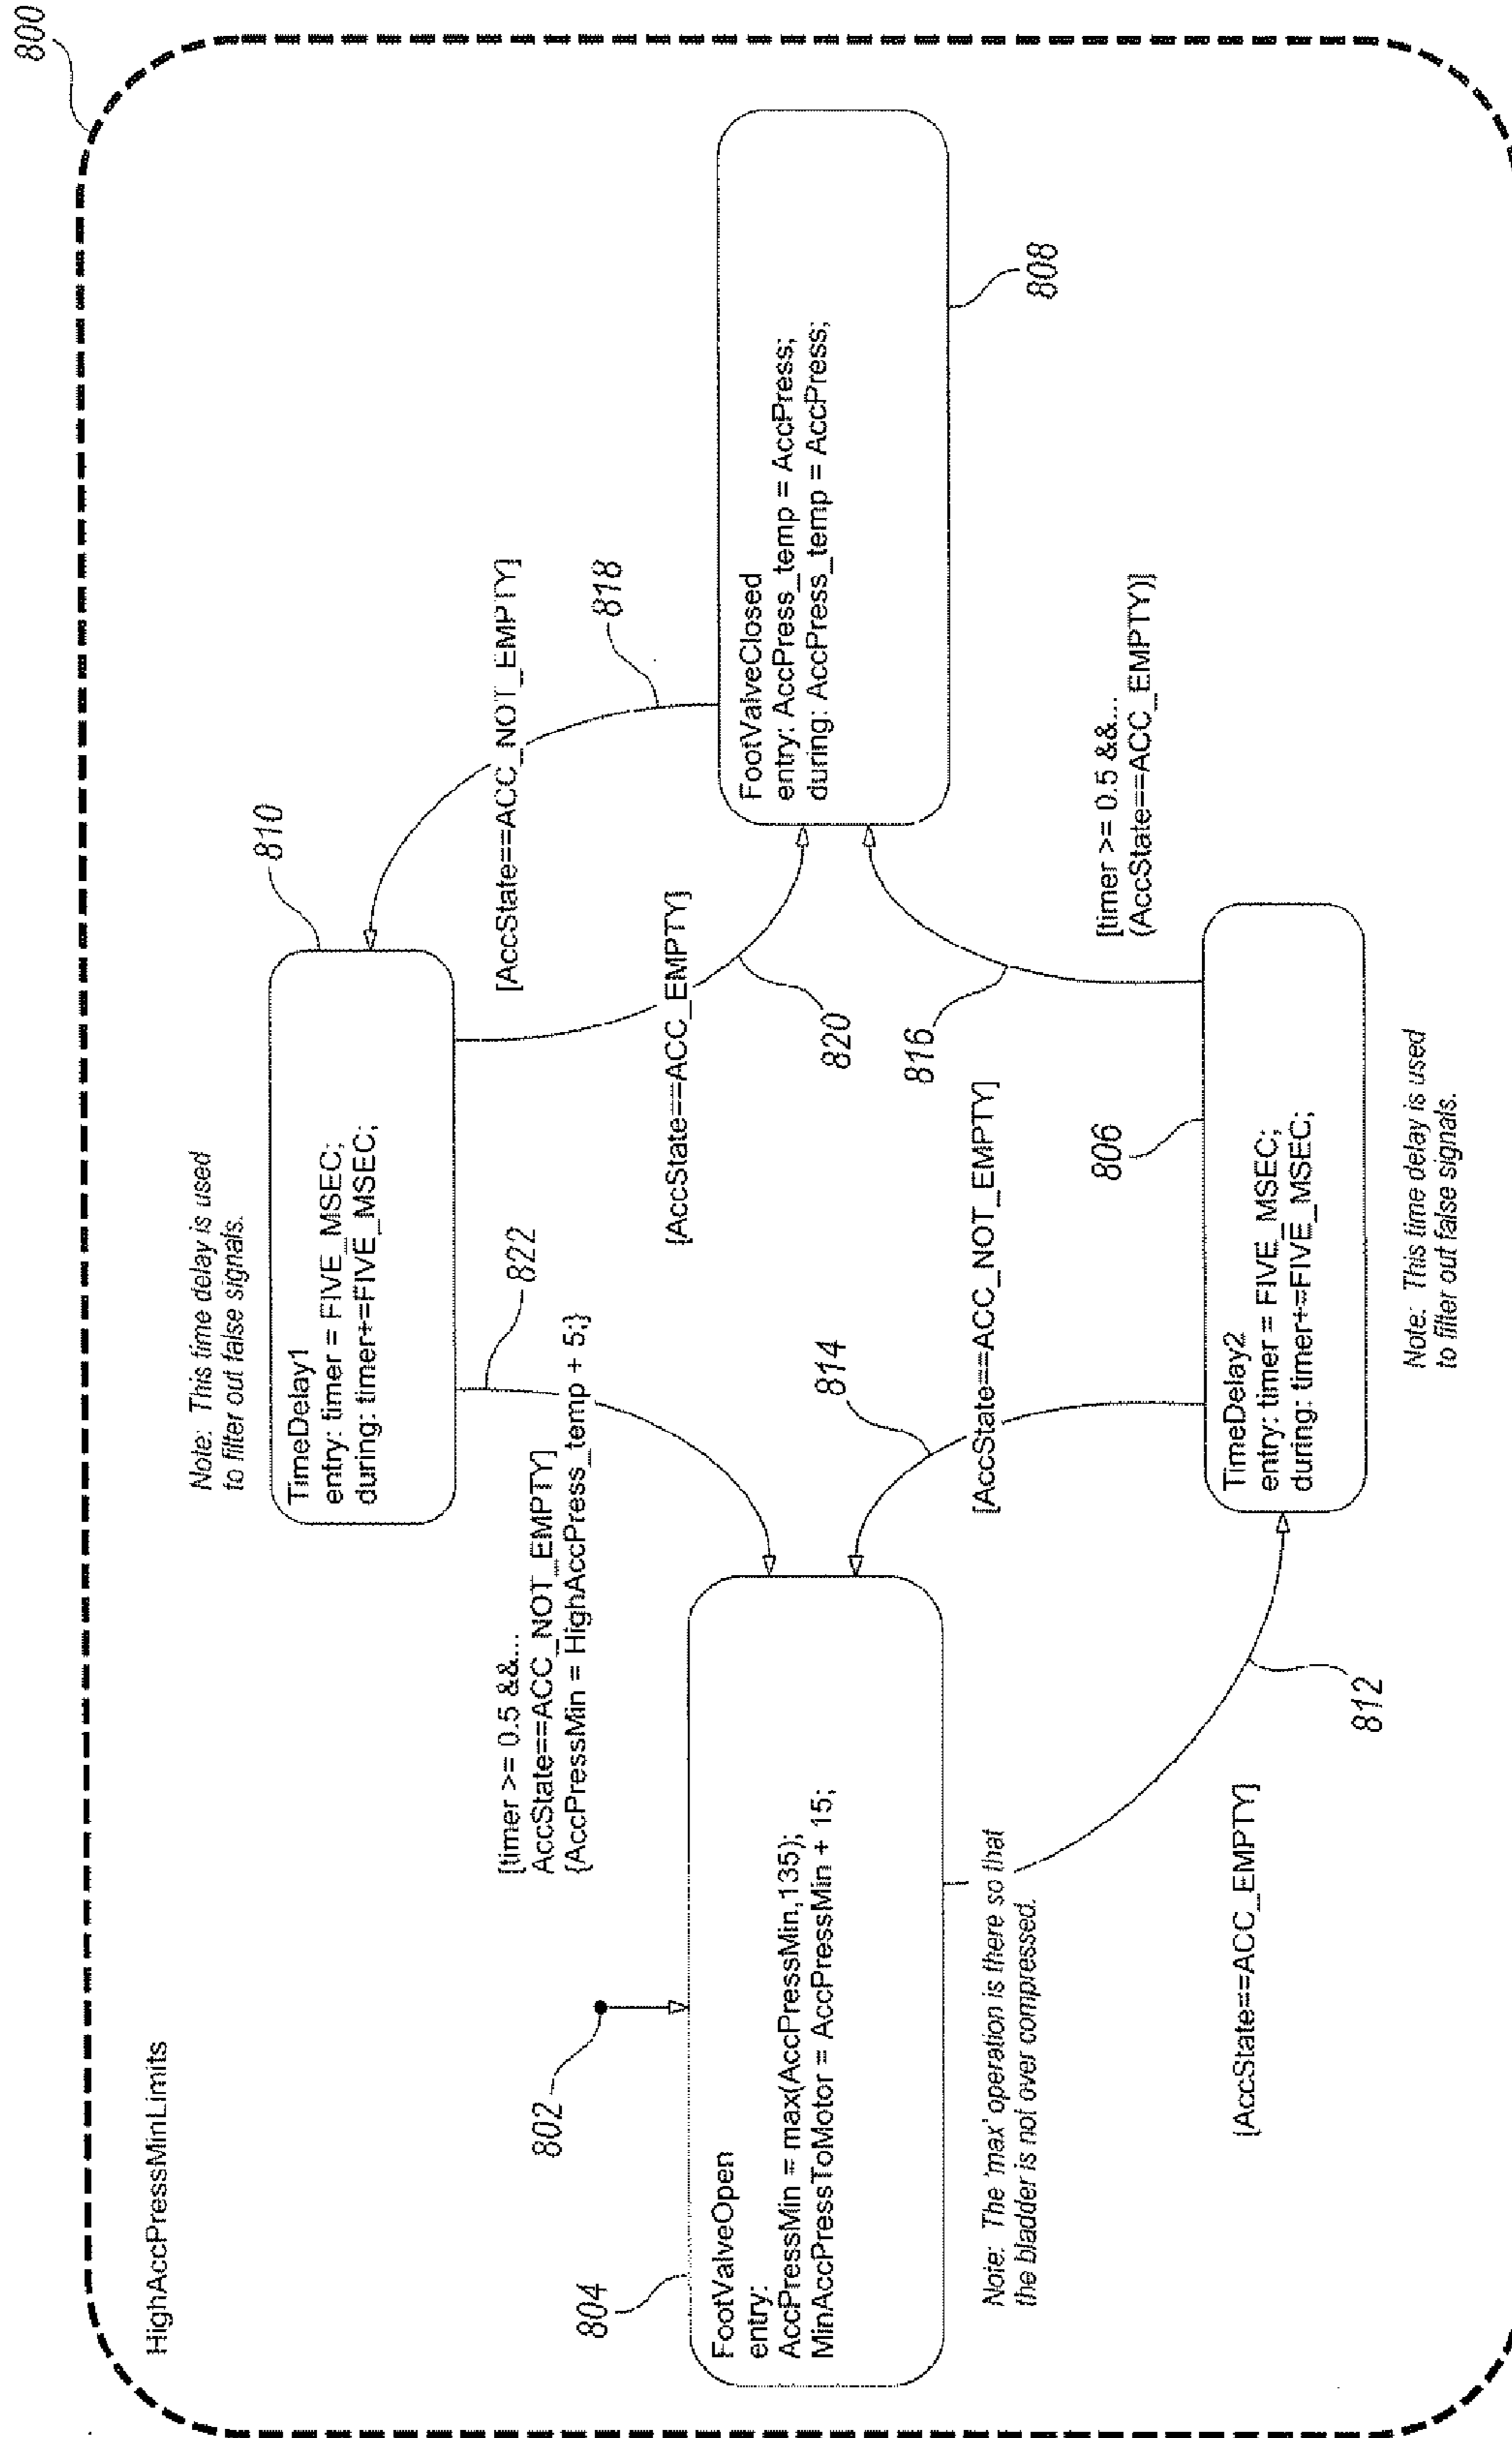 800
HighAccPressMinLimits
Note: This time delay is used
to filter out false signals.
TimeDelay1
entry: timer = FIVE_MSEC;
during: timer+=FIVE_MSEC;
810
822
[timer >= 0.5 &&...
AccState==ACC_NOT_EMPTY]
{AccPressMin = HighAccPress_temp + 5;}
[AccState==ACC_NOT_EMPTY]
818
802
804
FootValveOpen
entry:
AccPressMin = max(AccPressMin,135);
MinAccPressToMotor = AccPressMin + 15;
[AccState==ACC_EMPTY]
820
FootValveClosed
entry: AccPress_temp = AccPress;
during: AccPress_temp = AccPress;
808
814
816
Note: The 'max' operation is there so that
the bladder is not over compressed.
[AccState==ACC_NOT_EMPTY]
806
[timer >= 0.5 &&...
(AccState==ACC_EMPTY)]
[AccState==ACC_EMPTY]
812
TimeDelay2
entry: timer = FIVE_MSEC;
during: timer+=FIVE_MSEC;
Note: This time delay is used
to filter out false signals.